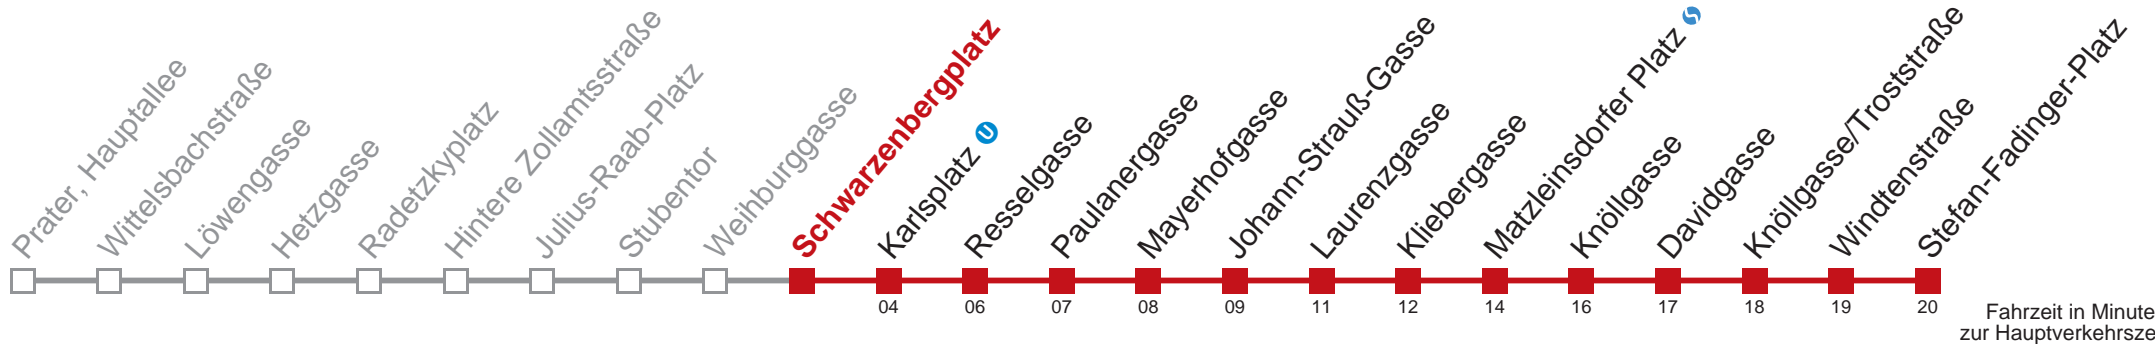 Prater, Hauptallee
Wittelsbachstraße
Löwengasse
Hetzgasse
Radetzkyplatz
Hintere Zollamtsstraße
Julius-Raab-Platz
Stubentor
Weihburggasse
Schwarzenbergplatz
Karlsplatz U
Resselgasse
Paulanergasse
Mayerhofgasse
Johann-Strauß-Gasse
Laurenzgasse
Kliebergasse
Matzleinsdorfer Platz S
Knöllgasse
Davidgasse
Knöllgasse/Troststraße
Windtenstraße
Stefan-Fadinger-Platz
04 06 07 08 09 11 12 14 16 17 18 19 20
Fahrzeit in Minute
zur Hauptverkehrsze